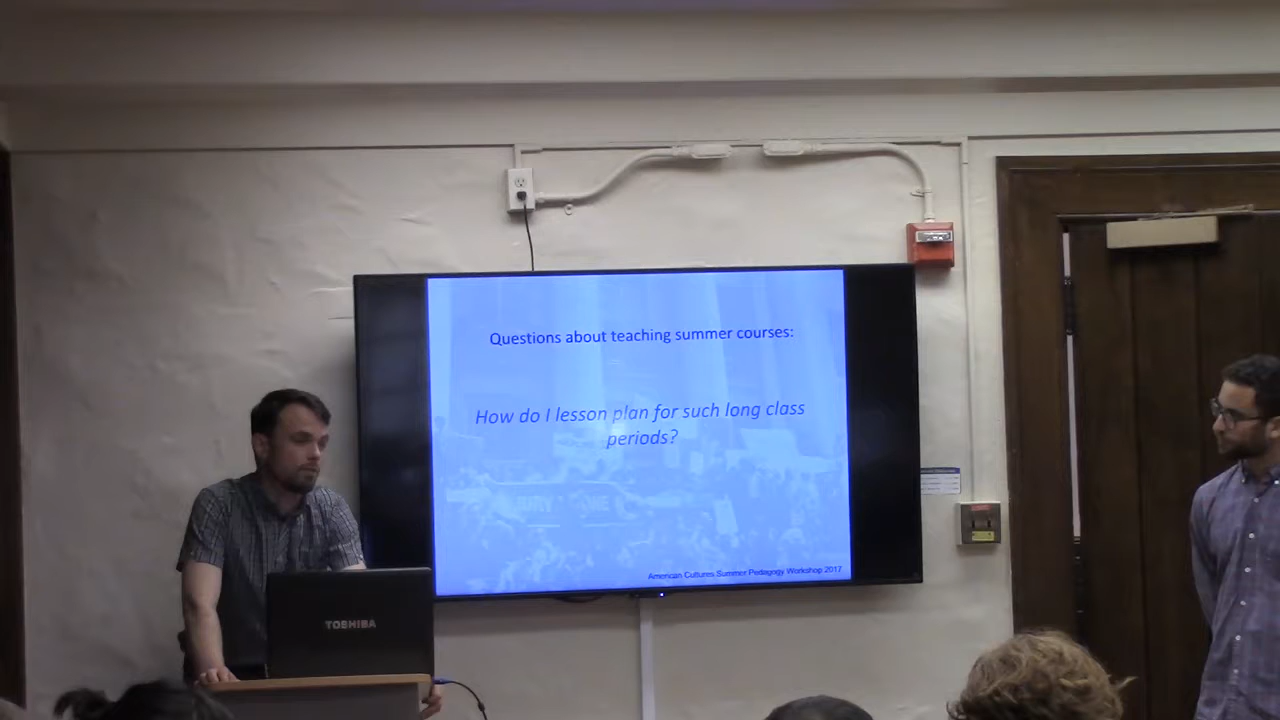 Questions about teaching summer courses:
How do I lesson plan for such long class
periods?
American Cultures Summer Pedagogy Workshop 2017
TOSHIBA